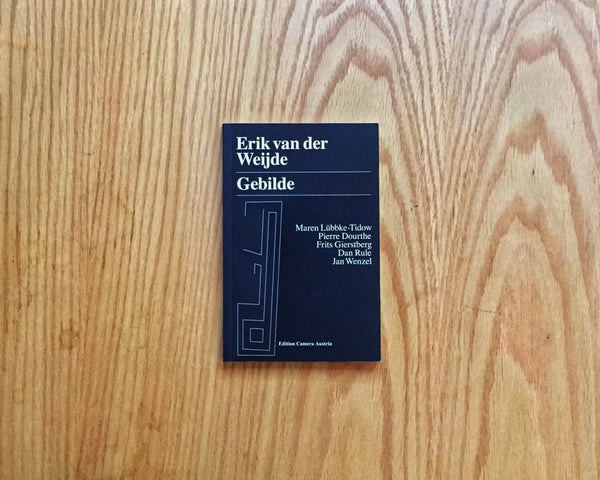 Erik van der
Weijde
Gebilde
Maren Lübbke-Tidow
Pierre Dourthe
Frits Gierstberg
Dan Rule
Jan Wenzel
Edition Camera Austria